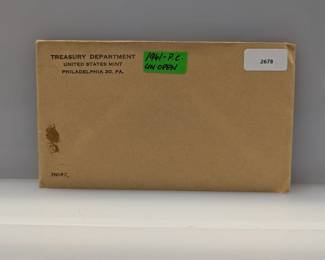 TREASURY DEPARTMENT
UNITED STATES MINT
PHILADELPHIA 30, PA.
1961-P.C.
UN OPEN
2678